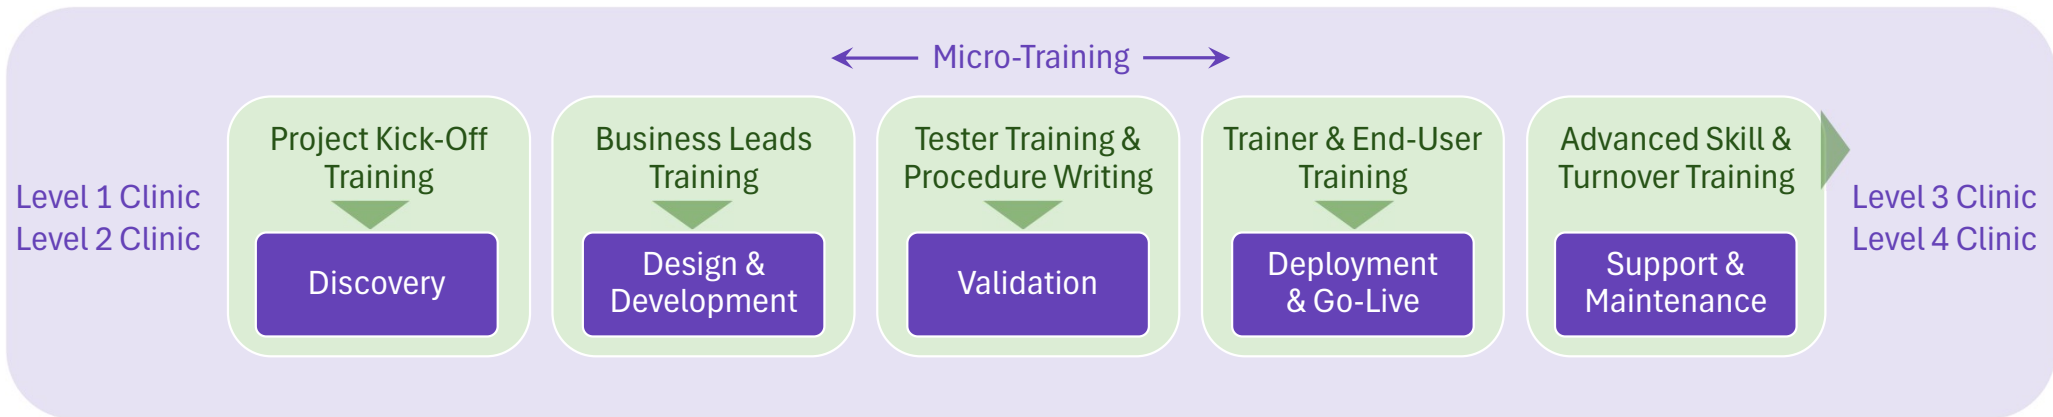 Micro-Training
Level 1 Clinic
Level 2 Clinic
Project Kick-Off
Training
Discovery
Business Leads
Training
Design &
Development
Tester Training &
Procedure Writing
Validation
Trainer & End-User
Training
Deployment
& Go-Live
Advanced Skill &
Turnover Training
Support &
Maintenance
Level 3 Clinic
Level 4 Clinic